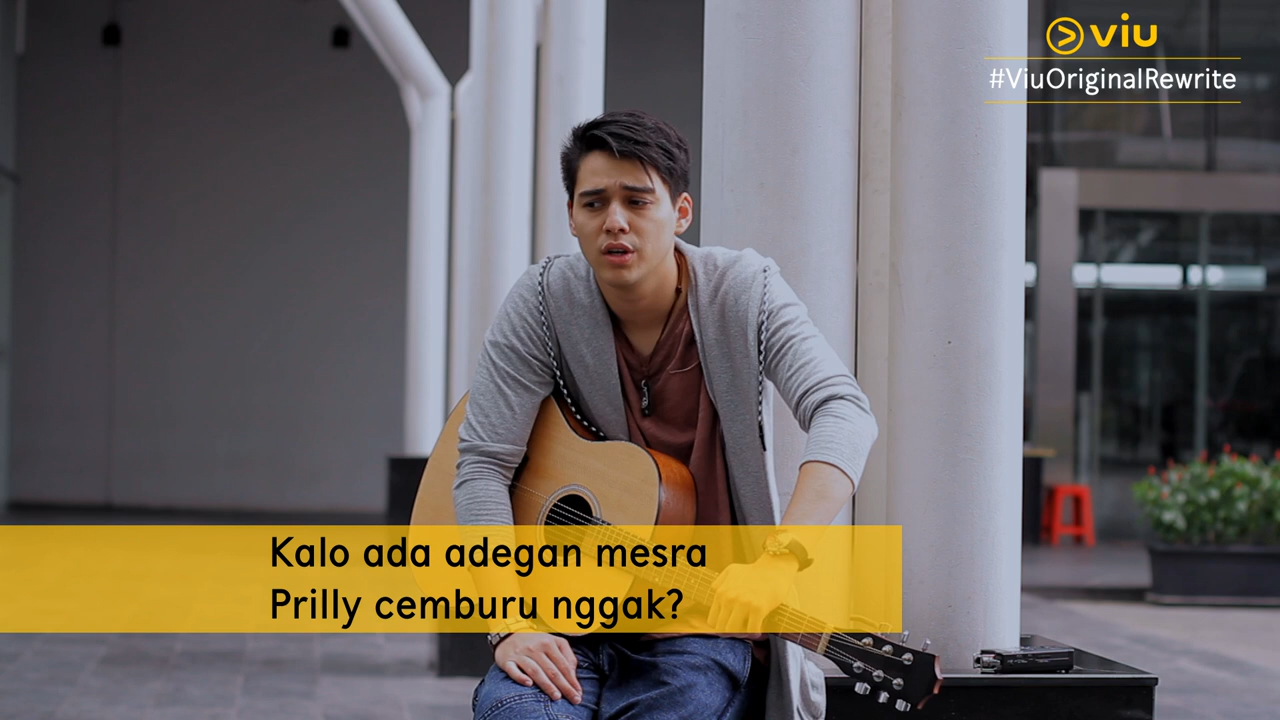 viu
#ViuOriginalRewrite
Kalo ada adegan mesra
Prilly cemburu nggak?